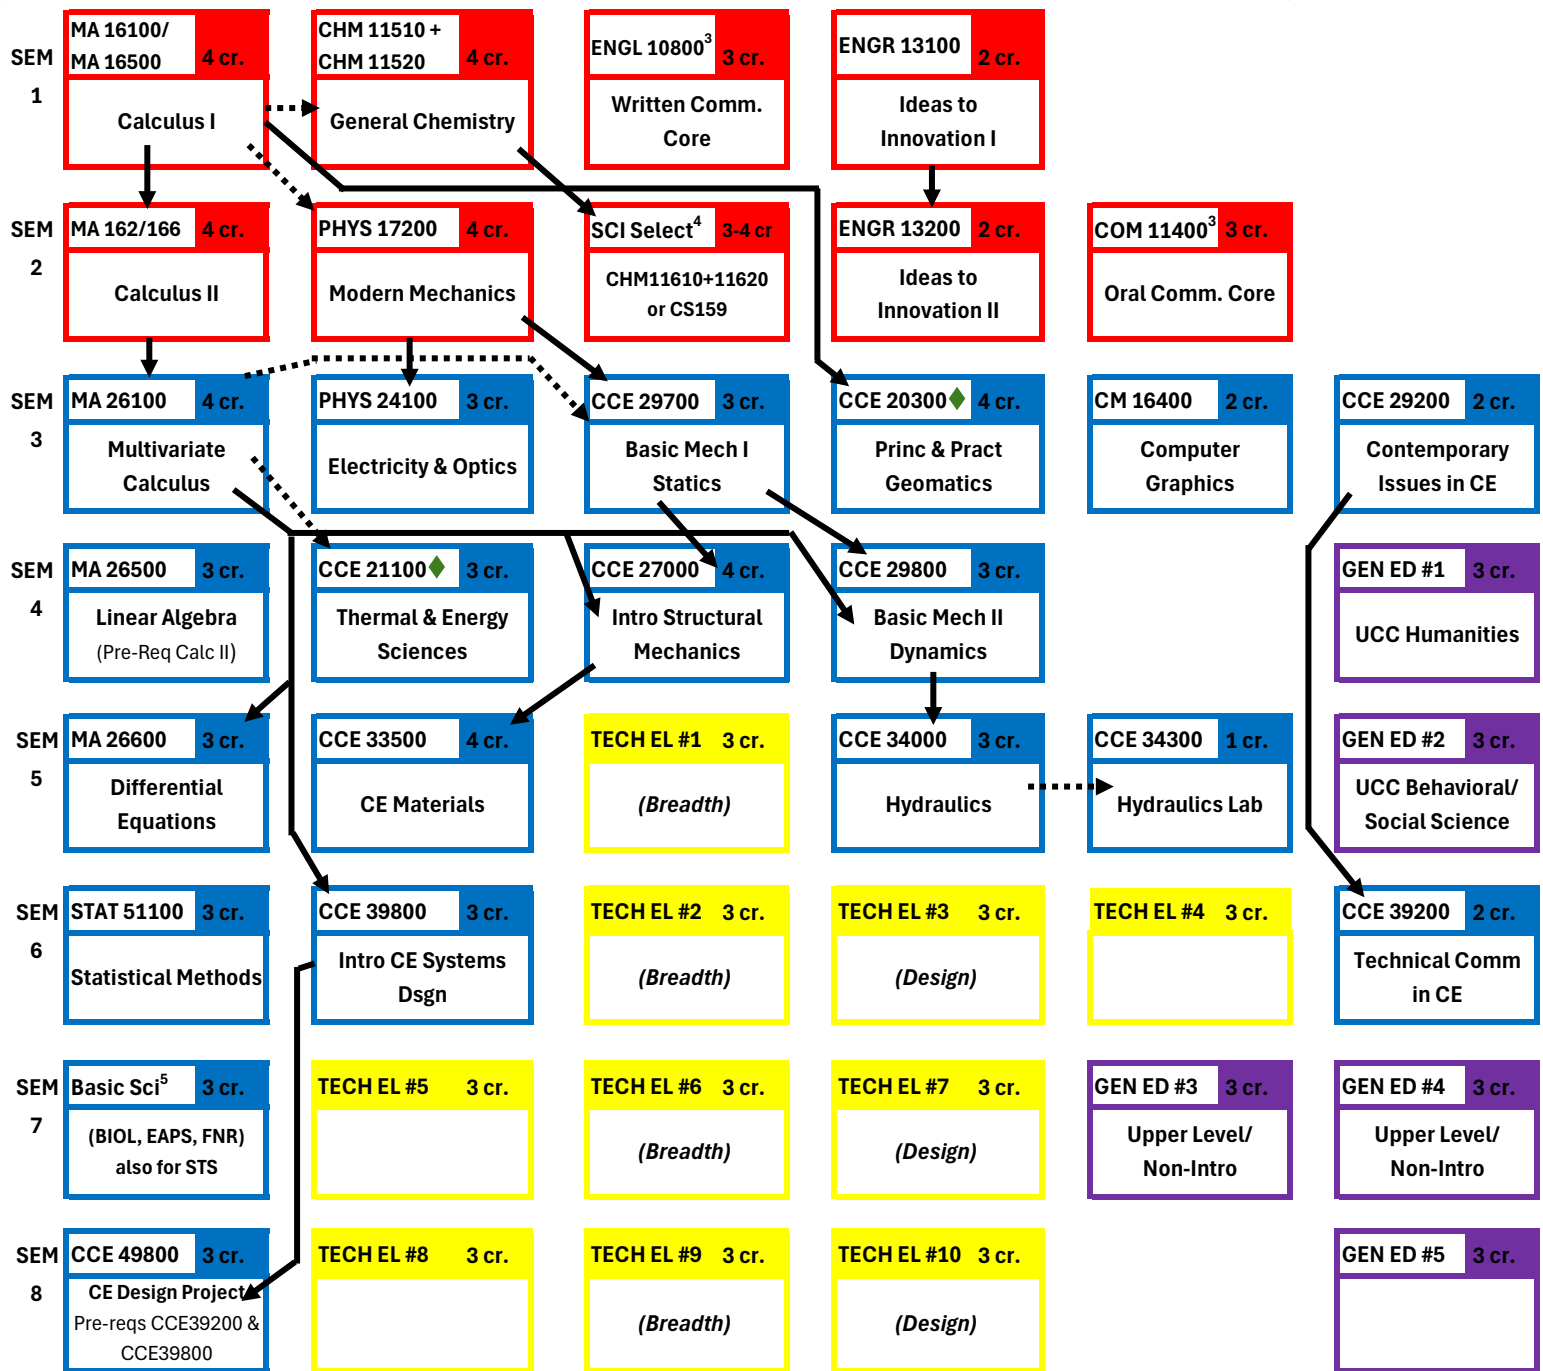 SEM
1
MA 16100/
MA 16500
4 cr.
Calculus I
CHM 11510 +
CHM 11520
4 cr.
General Chemistry
ENGL 10800³
3 cr.
Written Comm.
Core
ENGR 13100
2 cr.
Ideas to
Innovation I
SEM
2
MA 162/166
4 cr.
Calculus II
PHYS 17200
4 cr.
Modern Mechanics
SCI Select⁴
3-4 cr
CHM11610+11620
or CS159
ENGR 13200
2 cr.
Ideas to
Innovation II
COM 11400³
3 cr.
Oral Comm. Core
SEM
3
MA 26100
4 cr.
Multivariate
Calculus
PHYS 24100
3 cr.
Electricity & Optics
CCE 29700
3 cr.
Basic Mech I
Statics
CCE 20300♦
4 cr.
Princ & Pract
Geomatics
CM 16400
2 cr.
Computer
Graphics
CCE 29200
2 cr.
Contemporary
Issues in CE
SEM
4
MA 26500
3 cr.
Linear Algebra
(Pre-Req Calc II)
CCE 21100♦
3 cr.
Thermal & Energy
Sciences
CCE 27000
4 cr.
Intro Structural
Mechanics
CCE 29800
3 cr.
Basic Mech II
Dynamics
GEN ED #1
3 cr.
UCC Humanities
SEM
5
MA 26600
3 cr.
Differential
Equations
CCE 33500
4 cr.
CE Materials
TECH EL #1
3 cr.
(Breadth)
CCE 34000
3 cr.
Hydraulics
CCE 34300
1 cr.
Hydraulics Lab
GEN ED #2
3 cr.
UCC Behavioral/
Social Science
SEM
6
STAT 51100
3 cr.
Statistical Methods
CCE 39800
3 cr.
Intro CE Systems
Dsgn
TECH EL #2
3 cr.
(Breadth)
TECH EL #3
3 cr.
(Design)
TECH EL #4
3 cr.
CCE 39200
2 cr.
Technical Comm
in CE
SEM
7
Basic Sci⁵
3 cr.
(BIOL, EAPS, FNR)
also for STS
TECH EL #5
3 cr.
TECH EL #6
3 cr.
(Breadth)
TECH EL #7
3 cr.
(Design)
GEN ED #3
3 cr.
Upper Level/
Non-Intro
GEN ED #4
3 cr.
Upper Level/
Non-Intro
SEM
8
CCE 49800
3 cr.
CE Design Project
Pre-reqs CCE39200 &
CCE39800
TECH EL #8
3 cr.
TECH EL #9
3 cr.
(Breadth)
TECH EL #10
3 cr.
(Design)
GEN ED #5
3 cr.